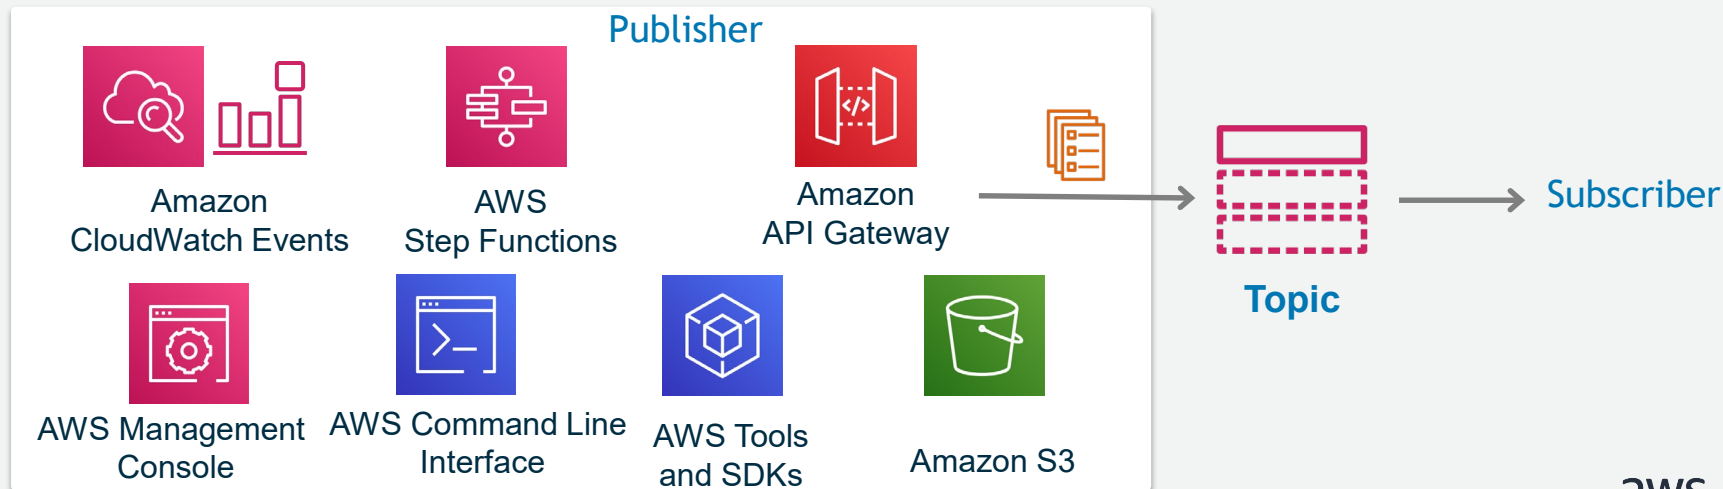 Publisher
Amazon
CloudWatch Events
AWS
Step Functions
Amazon
API Gateway
</>
Topic
Subscriber
AWS Management
Console
AWS Command Line
Interface
AWS Tools
and SDKs
Amazon S3
aws